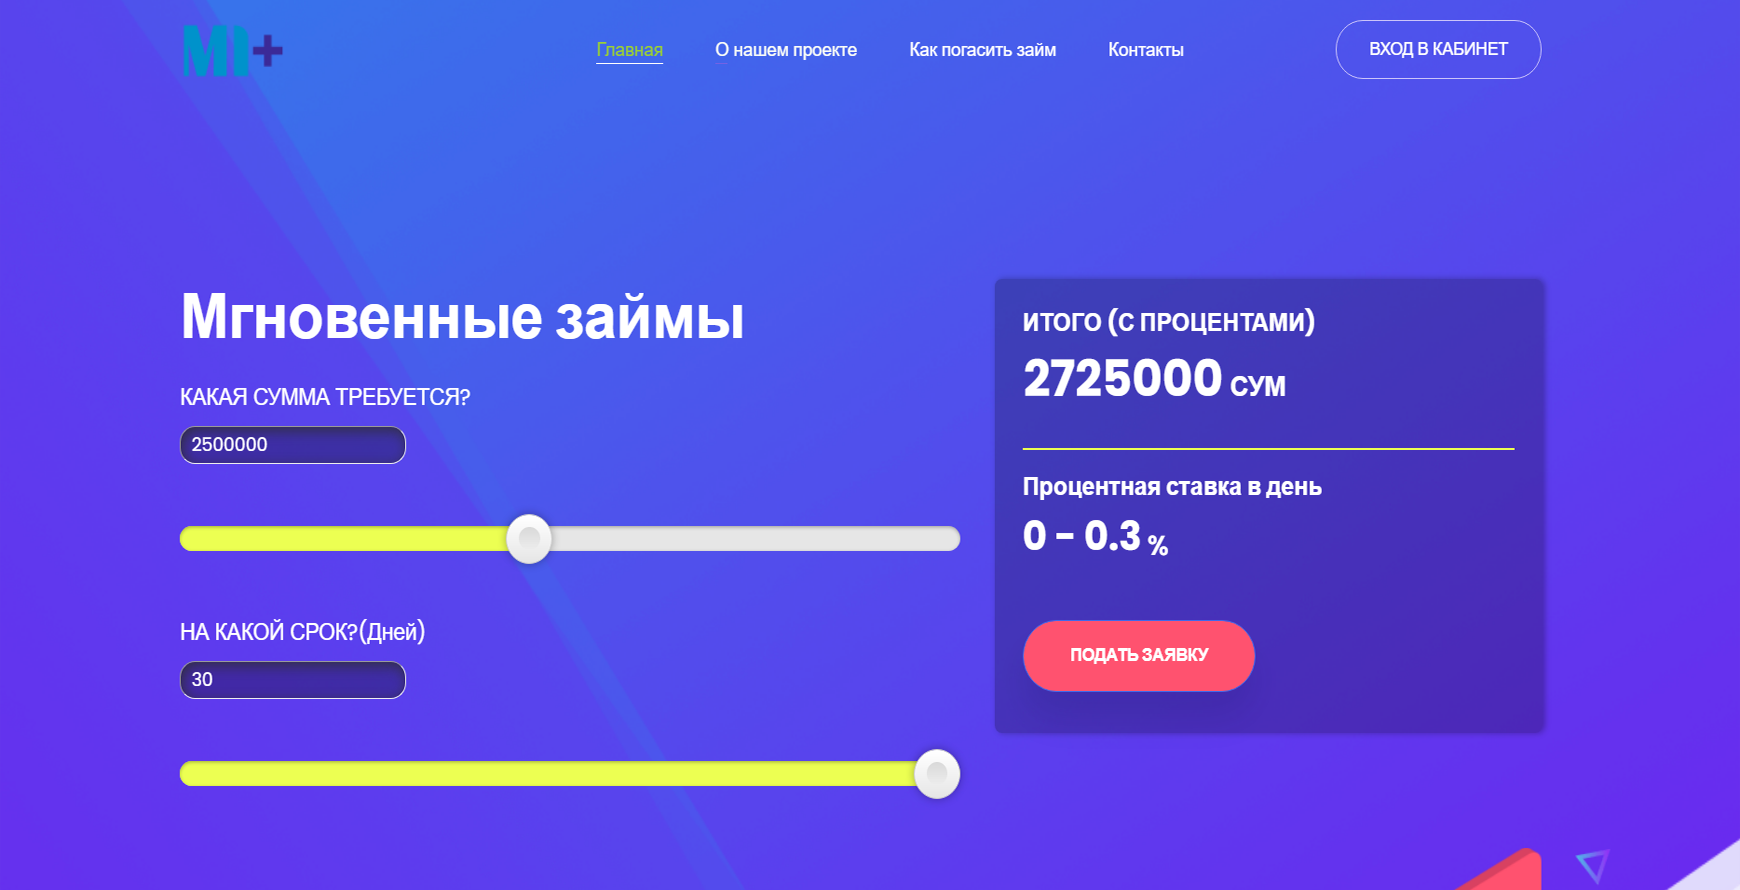 MI+
Главная
О нашем проекте
Как погасить займ
Контакты
ВХОД В КАБИНЕТ
Мгновенные займы
КАКАЯ СУММА ТРЕБУЕТСЯ?
2500000
НА КАКОЙ СРОК?(Дней)
30
ИТОГО (С ПРОЦЕНТАМИ)
2725000 СУМ
Процентная ставка в день
0 - 0.3 %
ПОДАТЬ ЗАЯВКУ